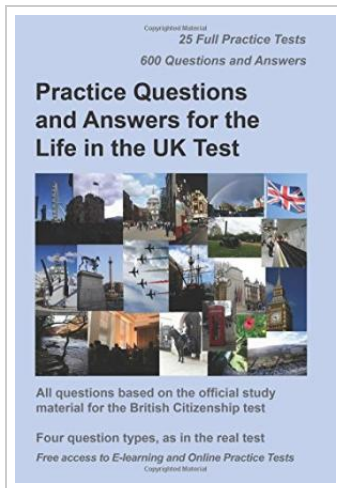 Copyrighted Material
25 Full Practice Tests
600 Questions and Answers
Practice Questions
and Answers for the
Life in the UK Test
All questions based on the official study
material for the British Citizenship test
Four question types, as in the real test
Free access to E-learning and Online Practice Tests
Copyrighted Material